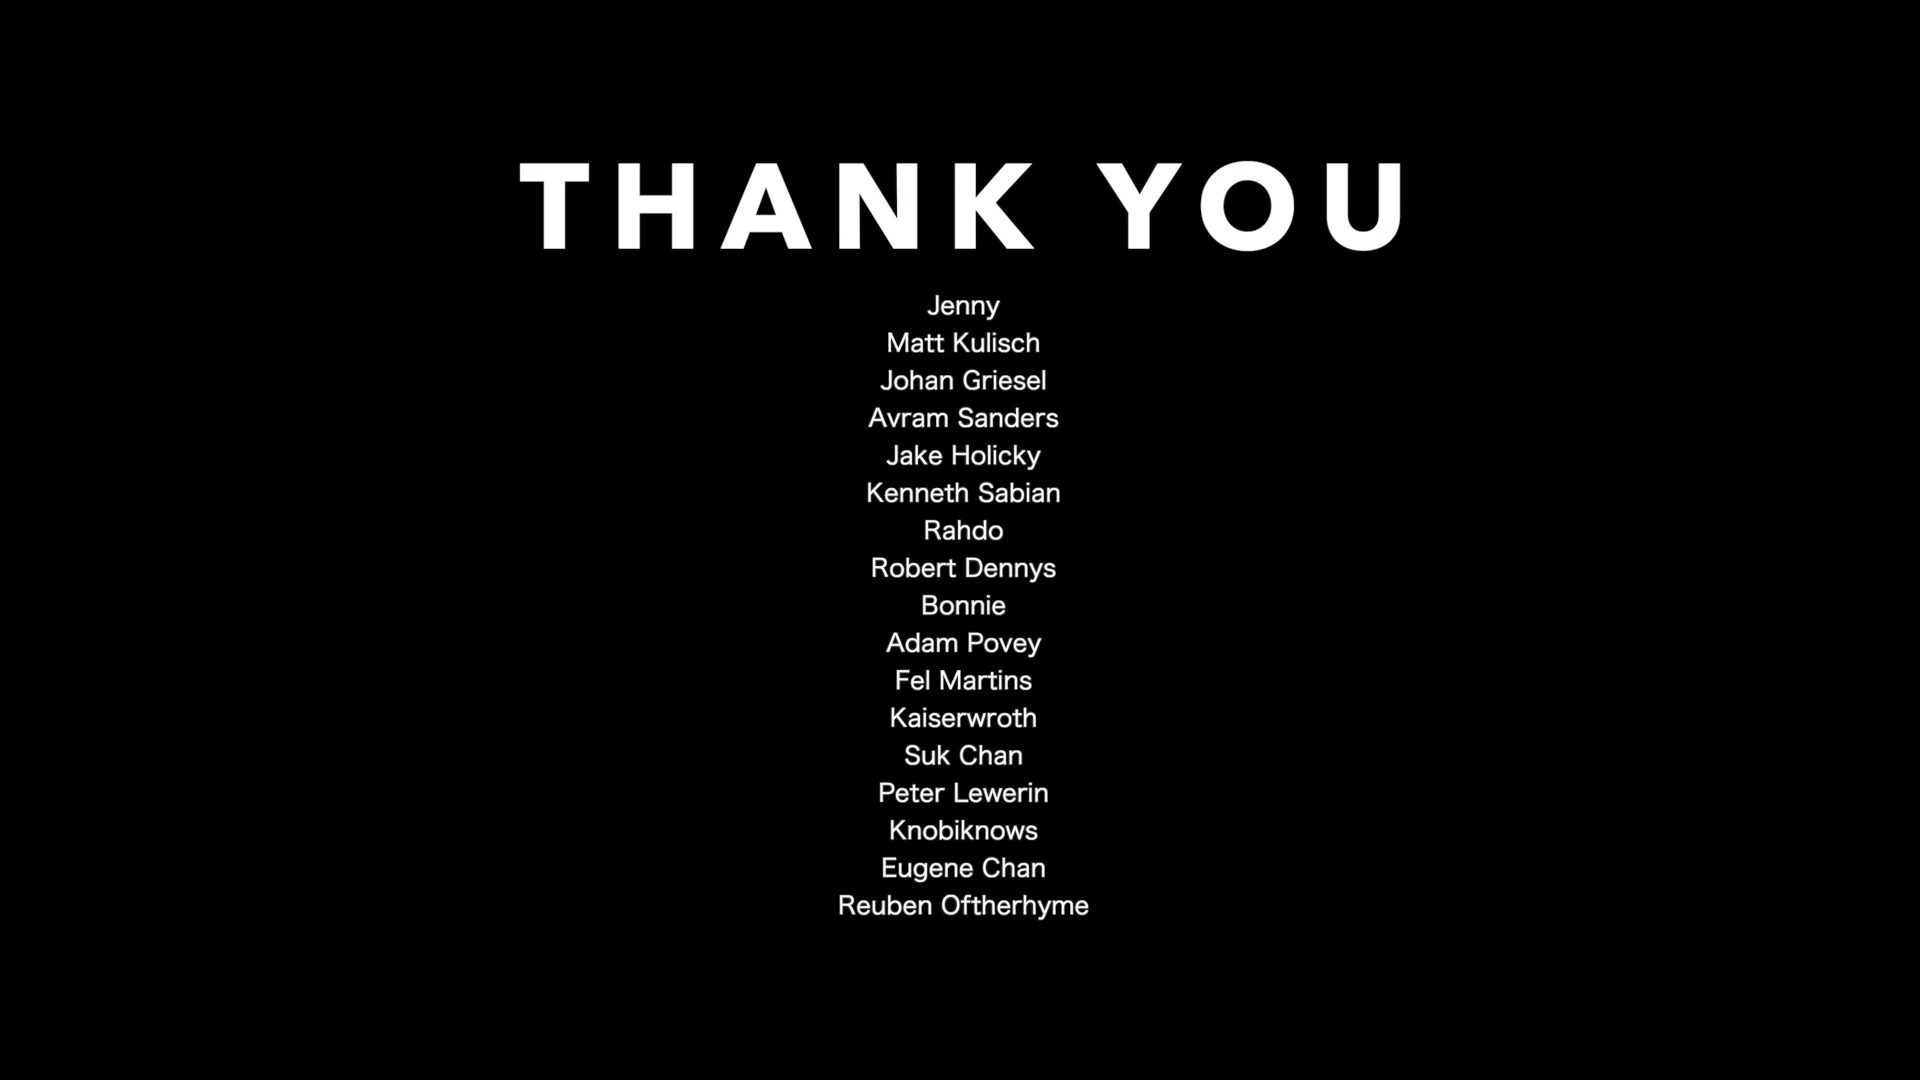 THANK YOU
Jenny
Matt Kulisch
Johan Griesel
Avram Sanders
Jake Holicky
Kenneth Sabian
Rahdo
Robert Dennys
Bonnie
Adam Povey
Fel Martins
Kaiserwroth
Suk Chan
Peter Lewerin
Knobiknows
Eugene Chan
Reuben Oftherhyme